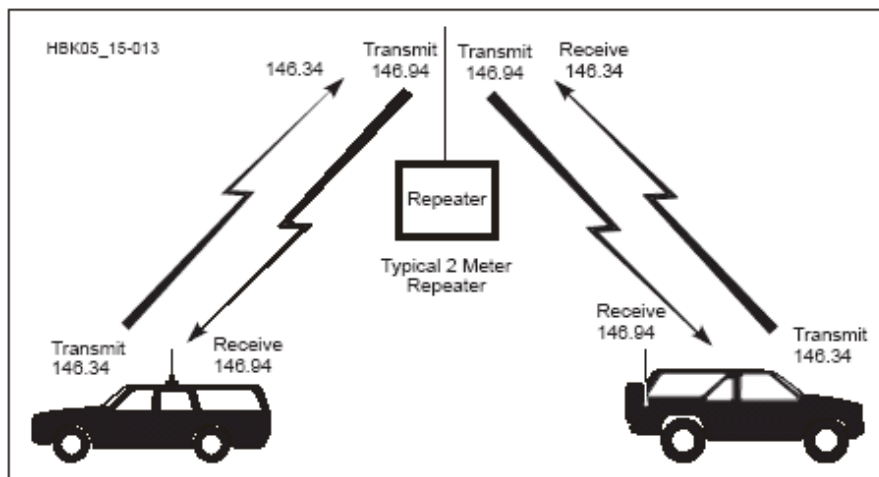 HBK05_15-013
146.34
Transmit
146.94
Transmit
146.94
Receive
146.34
Repeater
Typical 2 Meter
Repeater
Transmit
146.34
Receive
146.94
Receive
146.94
Transmit
146.34